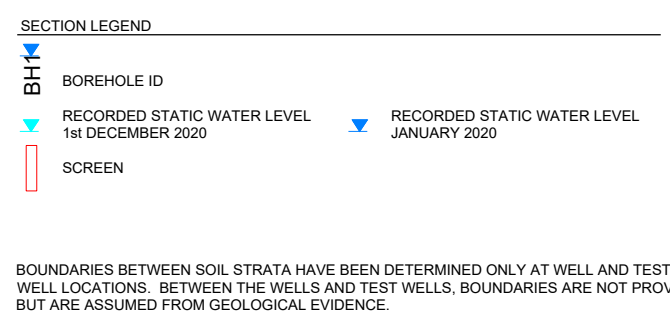 SECTION LEGEND
BH1
BOREHOLE ID
RECORDED STATIC WATER LEVEL
1st DECEMBER 2020
RECORDED STATIC WATER LEVEL
JANUARY 2020
SCREEN
BOUNDARIES BETWEEN SOIL STRATA HAVE BEEN DETERMINED ONLY AT WELL AND TEST
WELL LOCATIONS. BETWEEN THE WELLS AND TEST WELLS, BOUNDARIES ARE NOT PROV
BUT ARE ASSUMED FROM GEOLOGICAL EVIDENCE.